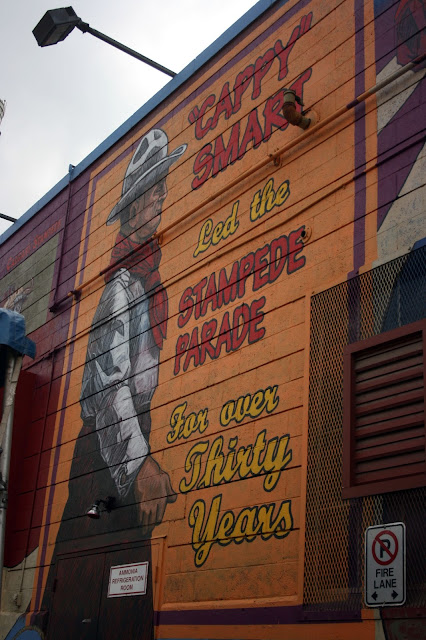 "CAPPY"
SMART
Led the
STAMPEDE
PARADE
For over
Thirty
Years
AMMONIA
REFRIGERATION
ROOM
P
FIRE
LANE